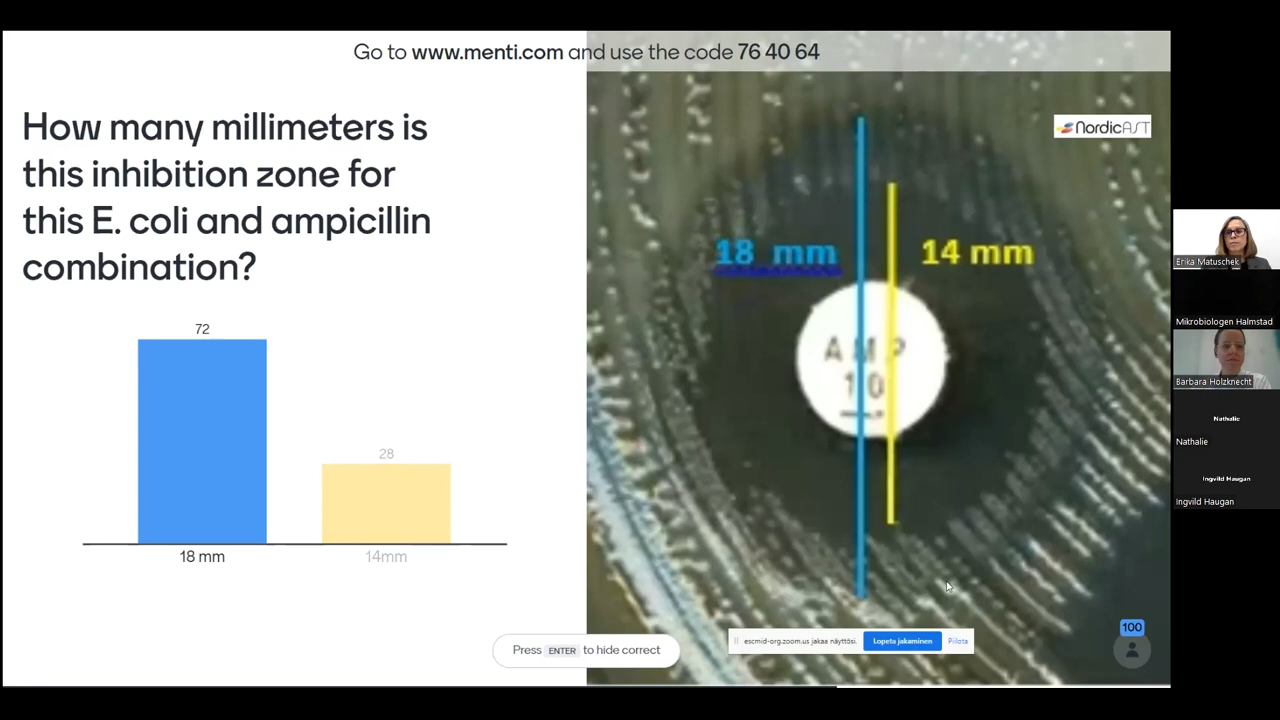 Go to www.menti.com and use the code 76 40 64
How many millimeters is
this inhibition zone for
this E. coli and ampicillin
combination?
72
28
18 mm
14mm
NordicAST
18 mm
14 mm
AMP
10
Press ENTER to hide correct
escmid-org.zoom.us jakaa näyttösi.
Lopeta jakaminen
Piilota
100
Erika Matuschek
Mikrobiologen Halmstad
Barbara Holzknecht
Nathalie
Nathalie
Ingvild Haugan
Ingvild Haugan